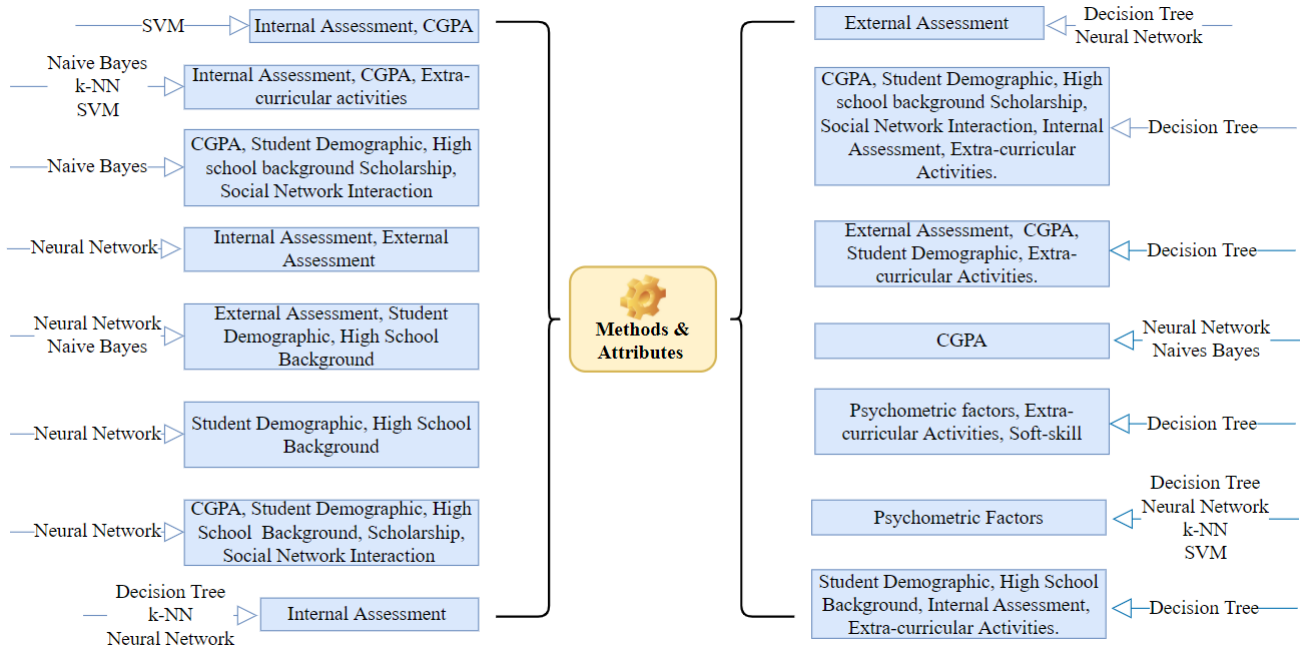 SVM
Internal Assessment, CGPA
Naive Bayes
k-NN
SVM
Internal Assessment, CGPA, Extra-
curricular activities
Naive Bayes
CGPA, Student Demographic, High
school background Scholarship,
Social Network Interaction
Neural Network
Internal Assessment, External
Assessment
Neural Network
Naive Bayes
External Assessment, Student
Demographic, High School
Background
Neural Network
Student Demographic, High School
Background
Neural Network
CGPA, Student Demographic, High
School Background, Scholarship,
Social Network Interaction
Decision Tree
k-NN
Neural Network
Internal Assessment
Methods &
Attributes
External Assessment
Decision Tree
Neural Network
CGPA, Student Demographic, High
school background Scholarship,
Social Network Interaction, Internal
Assessment, Extra-curricular
Activities.
Decision Tree
External Assessment, CGPA,
Student Demographic, Extra-
curricular Activities.
Decision Tree
CGPA
Neural Network
Naives Bayes
Psychometric factors, Extra-
curricular Activities, Soft-skill
Decision Tree
Psychometric Factors
Decision Tree
Neural Network
k-NN
SVM
Student Demographic, High School
Background, Internal Assessment,
Extra-curricular Activities.
Decision Tree